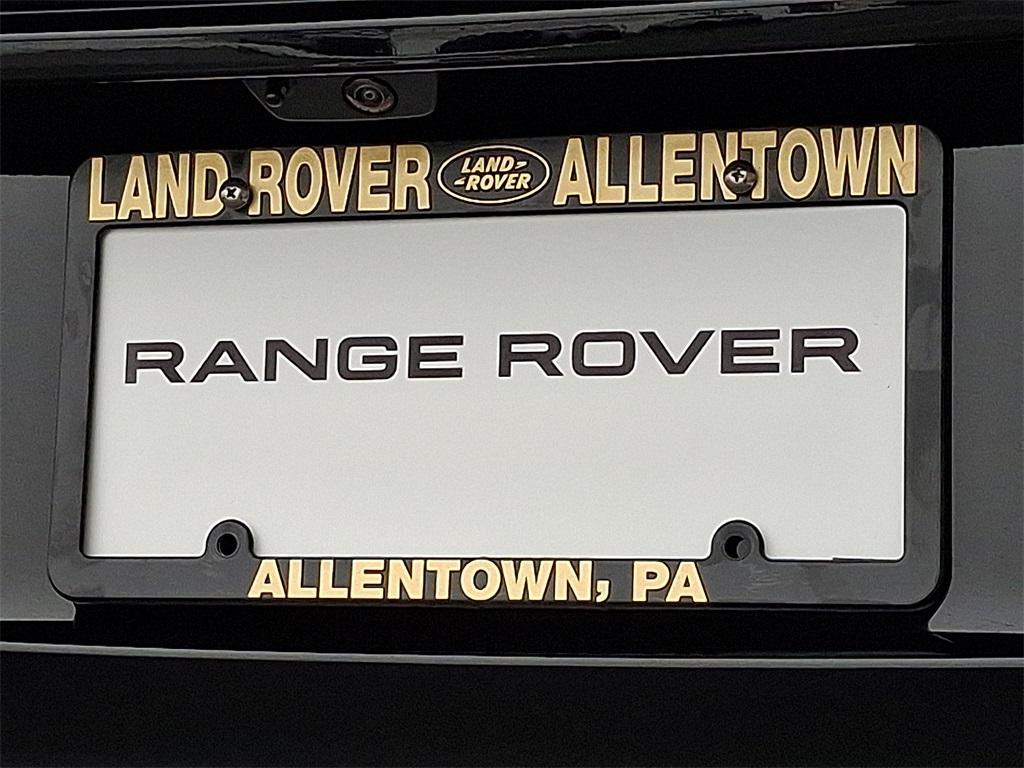 LAND ROVER LAND-ROVER ALLENTOWN
RANGE ROVER
ALLENTOWN, PA